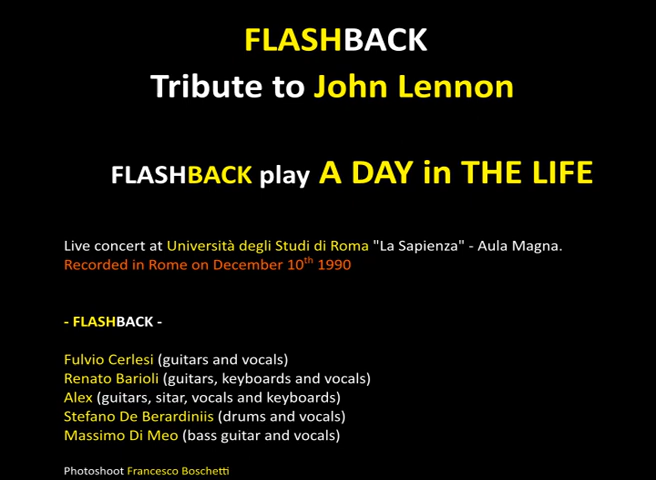 FLASHBACK
Tribute to John Lennon
FLASHBACK play A DAY in THE LIFE
Live concert at Università degli Studi di Roma "La Sapienza" - Aula Magna.
Recorded in Rome on December 10th 1990
- FLASHBACK -
Fulvio Cerlesi (guitars and vocals)
Renato Barioli (guitars, keyboards and vocals)
Alex (guitars, sitar, vocals and keyboards)
Stefano De Berardiniis (drums and vocals)
Massimo Di Meo (bass guitar and vocals)
Photoshoot Francesco Boschetti